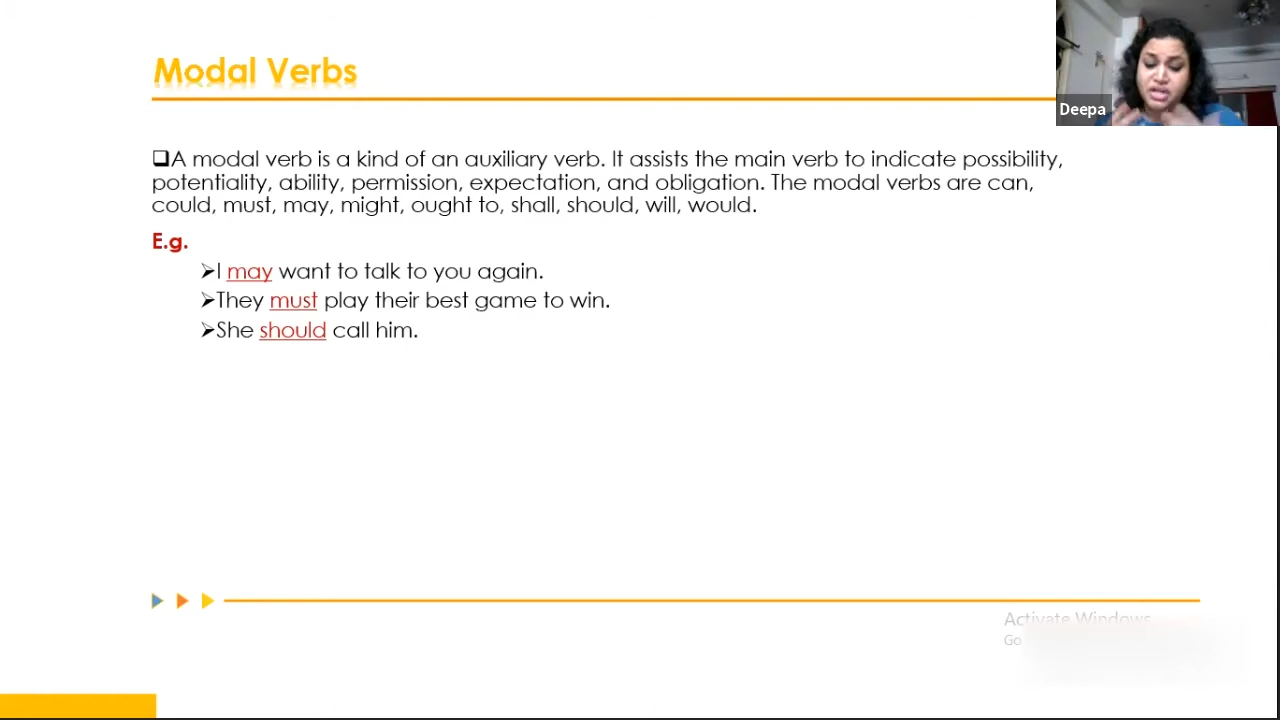 Modal Verbs
Deepa
❑A modal verb is a kind of an auxiliary verb. It assists the main verb to indicate possibility,
potentiality, ability, permission, expectation, and obligation. The modal verbs are can,
could, must, may, might, ought to, shall, should, will, would.
E.g.
➢I may want to talk to you again.
➢They must play their best game to win.
➢She should call him.
Activate Windows
Go